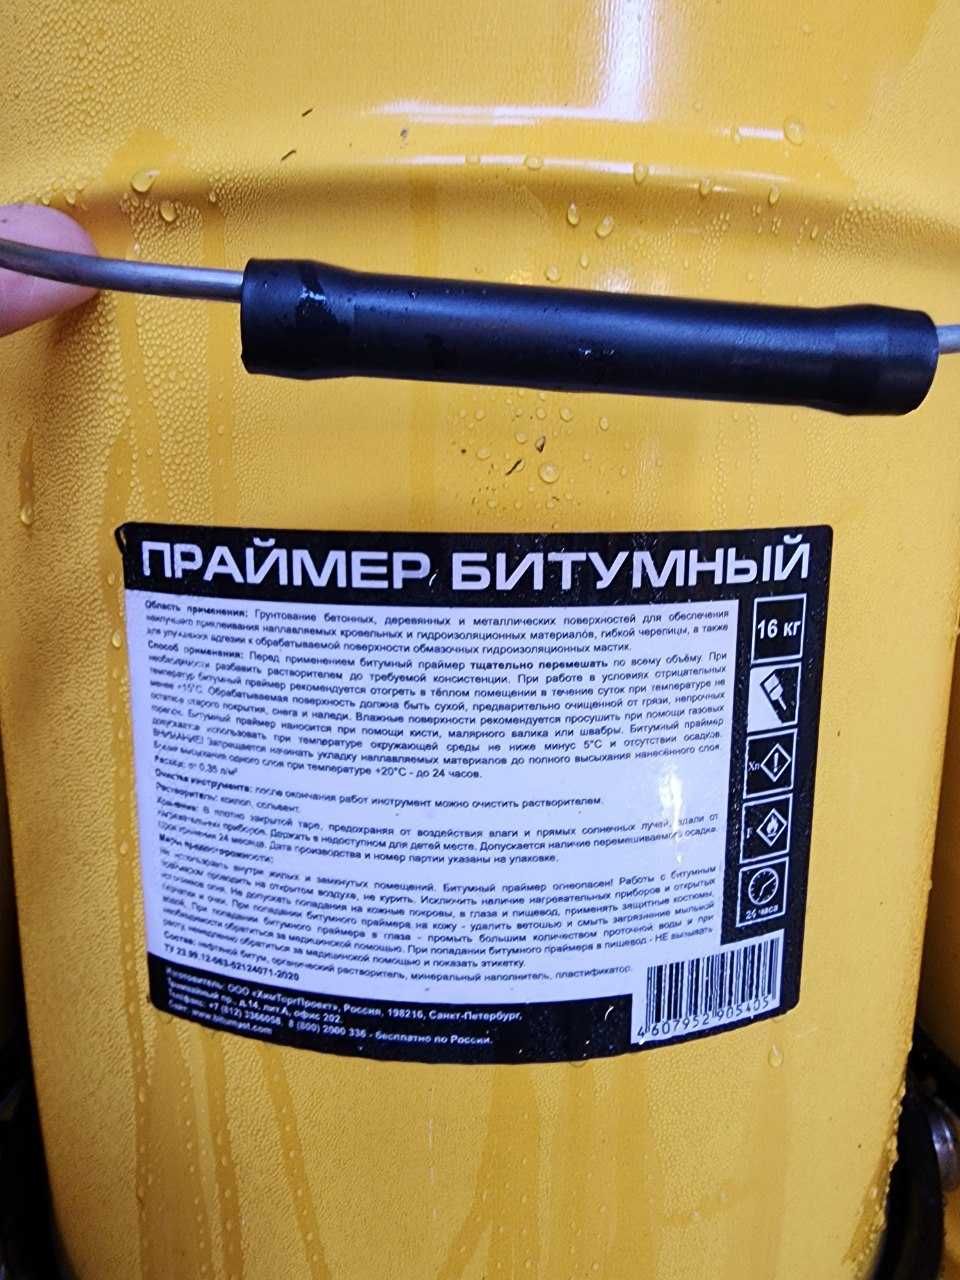 ПРАЙМЕР БИТУМНЫЙ
Область применения: Грунтование бетонных, деревянных и металлических поверхностей для обеспечения
наилучшего приклеивания наплавляемых кровельных и гидроизоляционных материалов, гибкой черепицы, а также
для улучшения адгезии к обрабатываемой поверхности обмазочных гидроизоляционных мастик.
Способ применения: Перед применением битумный праймер тщательно перемешать по всему объёму. При
необходимости разбавить растворителем до требуемой консистенции. При работе в условиях отрицательных
температур битумный праймер рекомендуется отогреть в тёплом помещении в течение суток при температуре не
менее +15°С. Обрабатываемая поверхность должна быть сухой, предварительно очищенной от грязи, непрочных
остатков старого покрытия, снега и наледи. Влажные поверхности рекомендуется просушить при помощи газовых
горелок. Битумный праймер наносится при помощи кисти, малярного валика или швабры. Битумный праймер
допускается использовать при температуре окружающей среды не ниже минус 5°С и отсутствии осадков.
ВНИМАНИЕ! Запрещается начинать укладку наплавляемых материалов до полного высыхания нанесённого слоя.
Время высыхания одного слоя при температуре +20°С - до 24 часов.
Расход: от 0,35 л/м²
Очистка инструмента: после окончания работ инструмент можно очистить растворителем.
Растворитель: ксилол, сольвент.
Хранение: В плотно закрытой таре, предохраняя от воздействия влаги и прямых солнечных лучей, вдали от
нагревательных приборов. Держать в недоступном для детей месте. Допускается наличие перемешиваемого осадка.
Срок хранения 24 месяца. Дата производства и номер партии указаны на упаковке.
Меры предосторожности:
Не использовать внутри жилых и замкнутых помещений. Битумный праймер огнеопасен! Работы с битумным
праймером проводить на открытом воздухе, не курить. Исключить наличие нагревательных приборов и открытых
источников огня. Не допускать попадания на кожные покровы, в глаза и пищевод, применять защитные костюмы,
перчатки и очки. При попадании битумного праймера на кожу - удалить ветошью и смыть загрязнение мыльной
водой. При попадании битумного праймера в глаза - промыть большим количеством проточной воды и при
необходимости обратиться за медицинской помощью. При попадании битумного праймера в пищевод - НЕ вызывать
рвоту, немедленно обратиться за медицинской помощью и показать этикетку.
Состав: нефтяной битум, органический растворитель, минеральный наполнитель, пластификатор.
ТУ 23.99.12-063-52124071-2020
Изготовитель: ООО «ХимТоргПроект», Россия, 198216, Санкт-Петербург,
Трамвайный пр., д.14, лит.А, офис 202.
Телефакс: +7 (812) 3366058, 8 (800) 2000 336 - бесплатно по России.
Сайт: www.bitumast.com
16 кг
Xn
F
24 часа
4 607952 905405